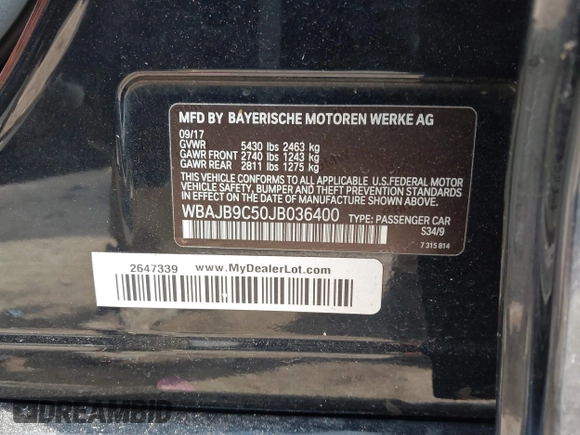 MFD BY BAYERISCHE MOTOREN WERKE AG
09/17
GVWR 5430 lbs 2463 kg
GAWR FRONT 2740 lbs 1243 kg
GAWR REAR 2811 lbs 1275 kg
THIS VEHICLE CONFORMS TO ALL APPLICABLE U.S.FEDERAL MOTOR
VEHICLE SAFETY, BUMPER AND THEFT PREVENTION STANDARDS
IN EFFECT ON THE DATE OF MANUFACTURE SHOWN ABOVE.
WBAJB9C50JB036400 TYPE: PASSENGER CAR
S34/9
7 315 814
2647339 www.MyDealerLot.com
DREAMBID